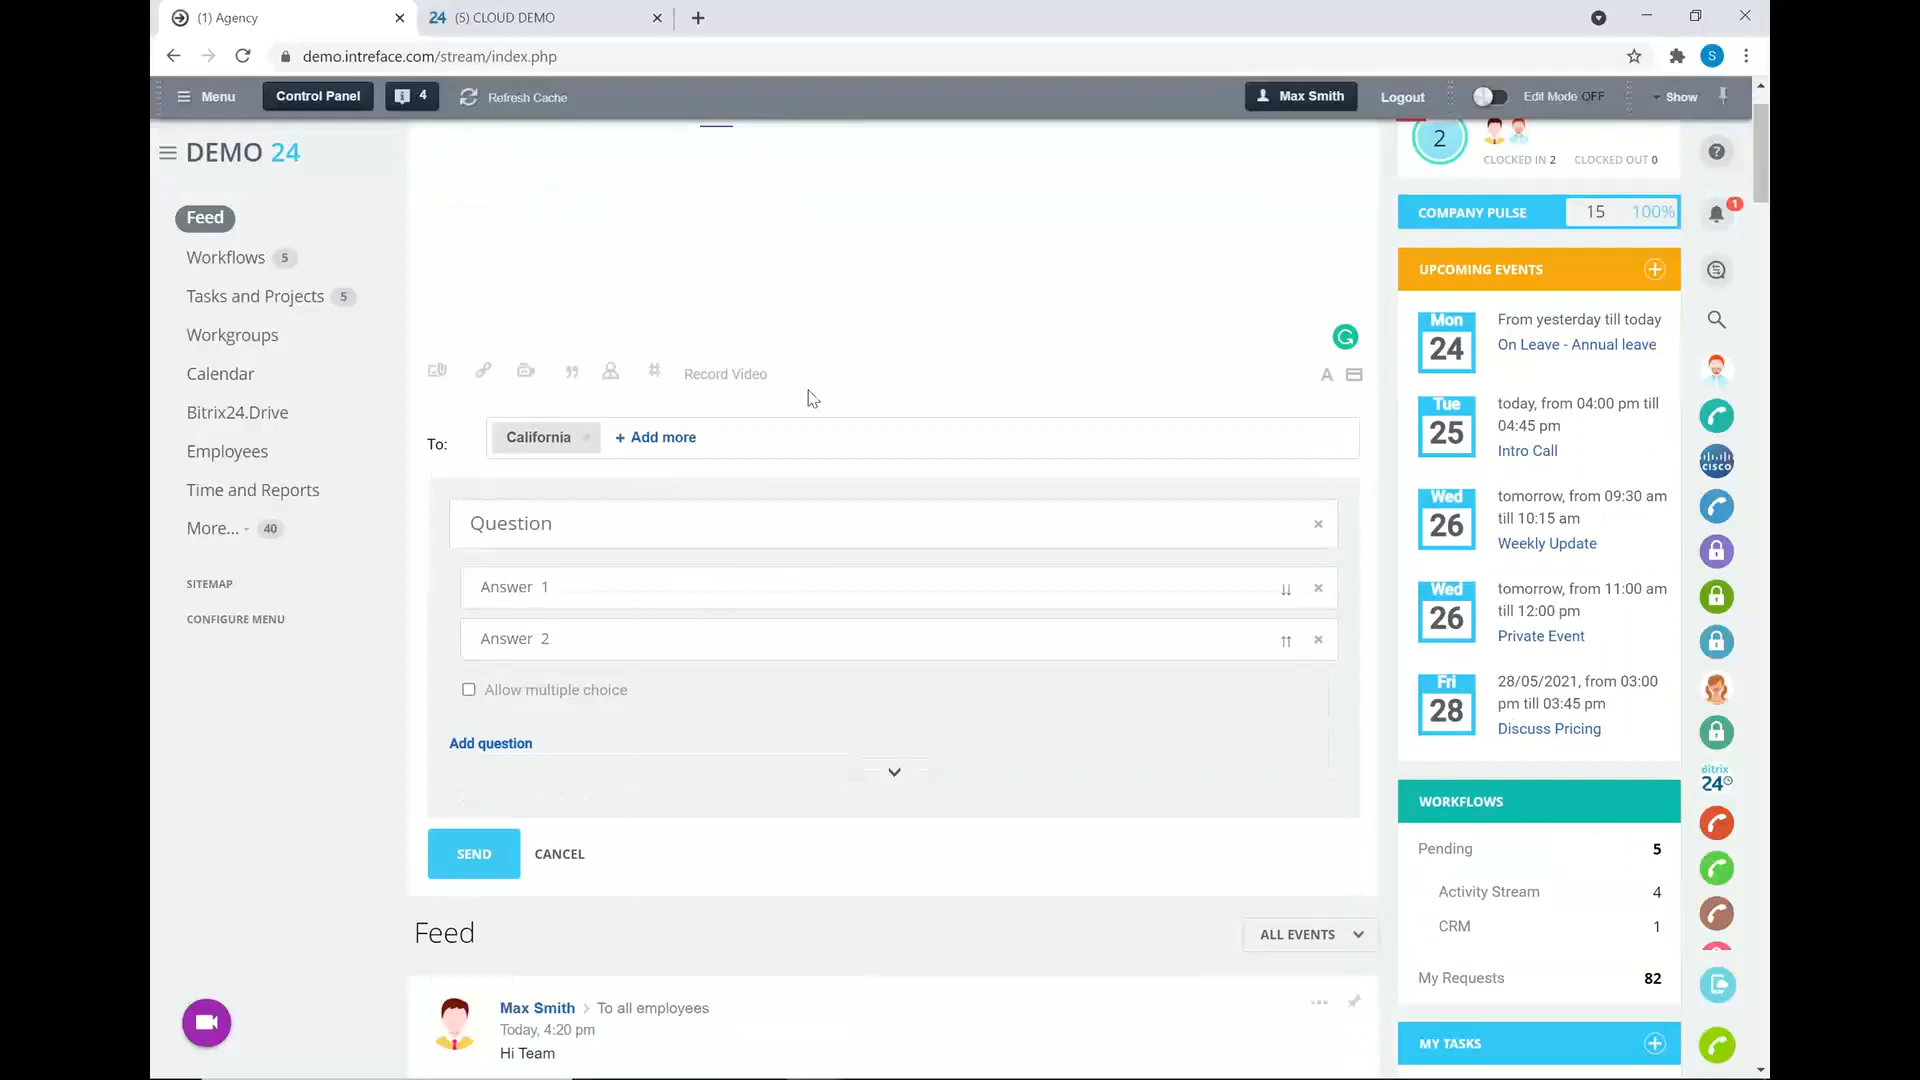 (1) Agency
24 (5) CLOUD DEMO
S
demo.intreface.com/stream/index.php
Menu
Control Panel
4
Refresh Cache
Max Smith
Logout
Edit Mode OFF
Show
DEMO 24
Feed
Workflows 5
Tasks and Projects 5
Workgroups
Calendar
Bitrix24.Drive
Employees
Time and Reports
More... 40
SITEMAP
CONFIGURE MENU
Record Video
A
To:
California
+ Add more
Question
Answer 1
Answer 2
Allow multiple choice
Add question
SEND
CANCEL
Feed
ALL EVENTS
Max Smith > To all employees
Today, 4:20 pm
Hi Team
2
CLOCKED IN 2
CLOCKED OUT 0
COMPANY PULSE
15
100%
UPCOMING EVENTS
Mon
24
From yesterday till today
On Leave - Annual leave
Tue
25
today, from 04:00 pm till
04:45 pm
Intro Call
Wed
26
tomorrow, from 09:30 am
till 10:15 am
Weekly Update
Wed
26
tomorrow, from 11:00 am
till 12:00 pm
Private Event
Fri
28
28/05/2021, from 03:00
pm till 03:45 pm
Discuss Pricing
WORKFLOWS
Pending 5
Activity Stream 4
CRM 1
My Requests 82
MY TASKS
1
CISCO
24